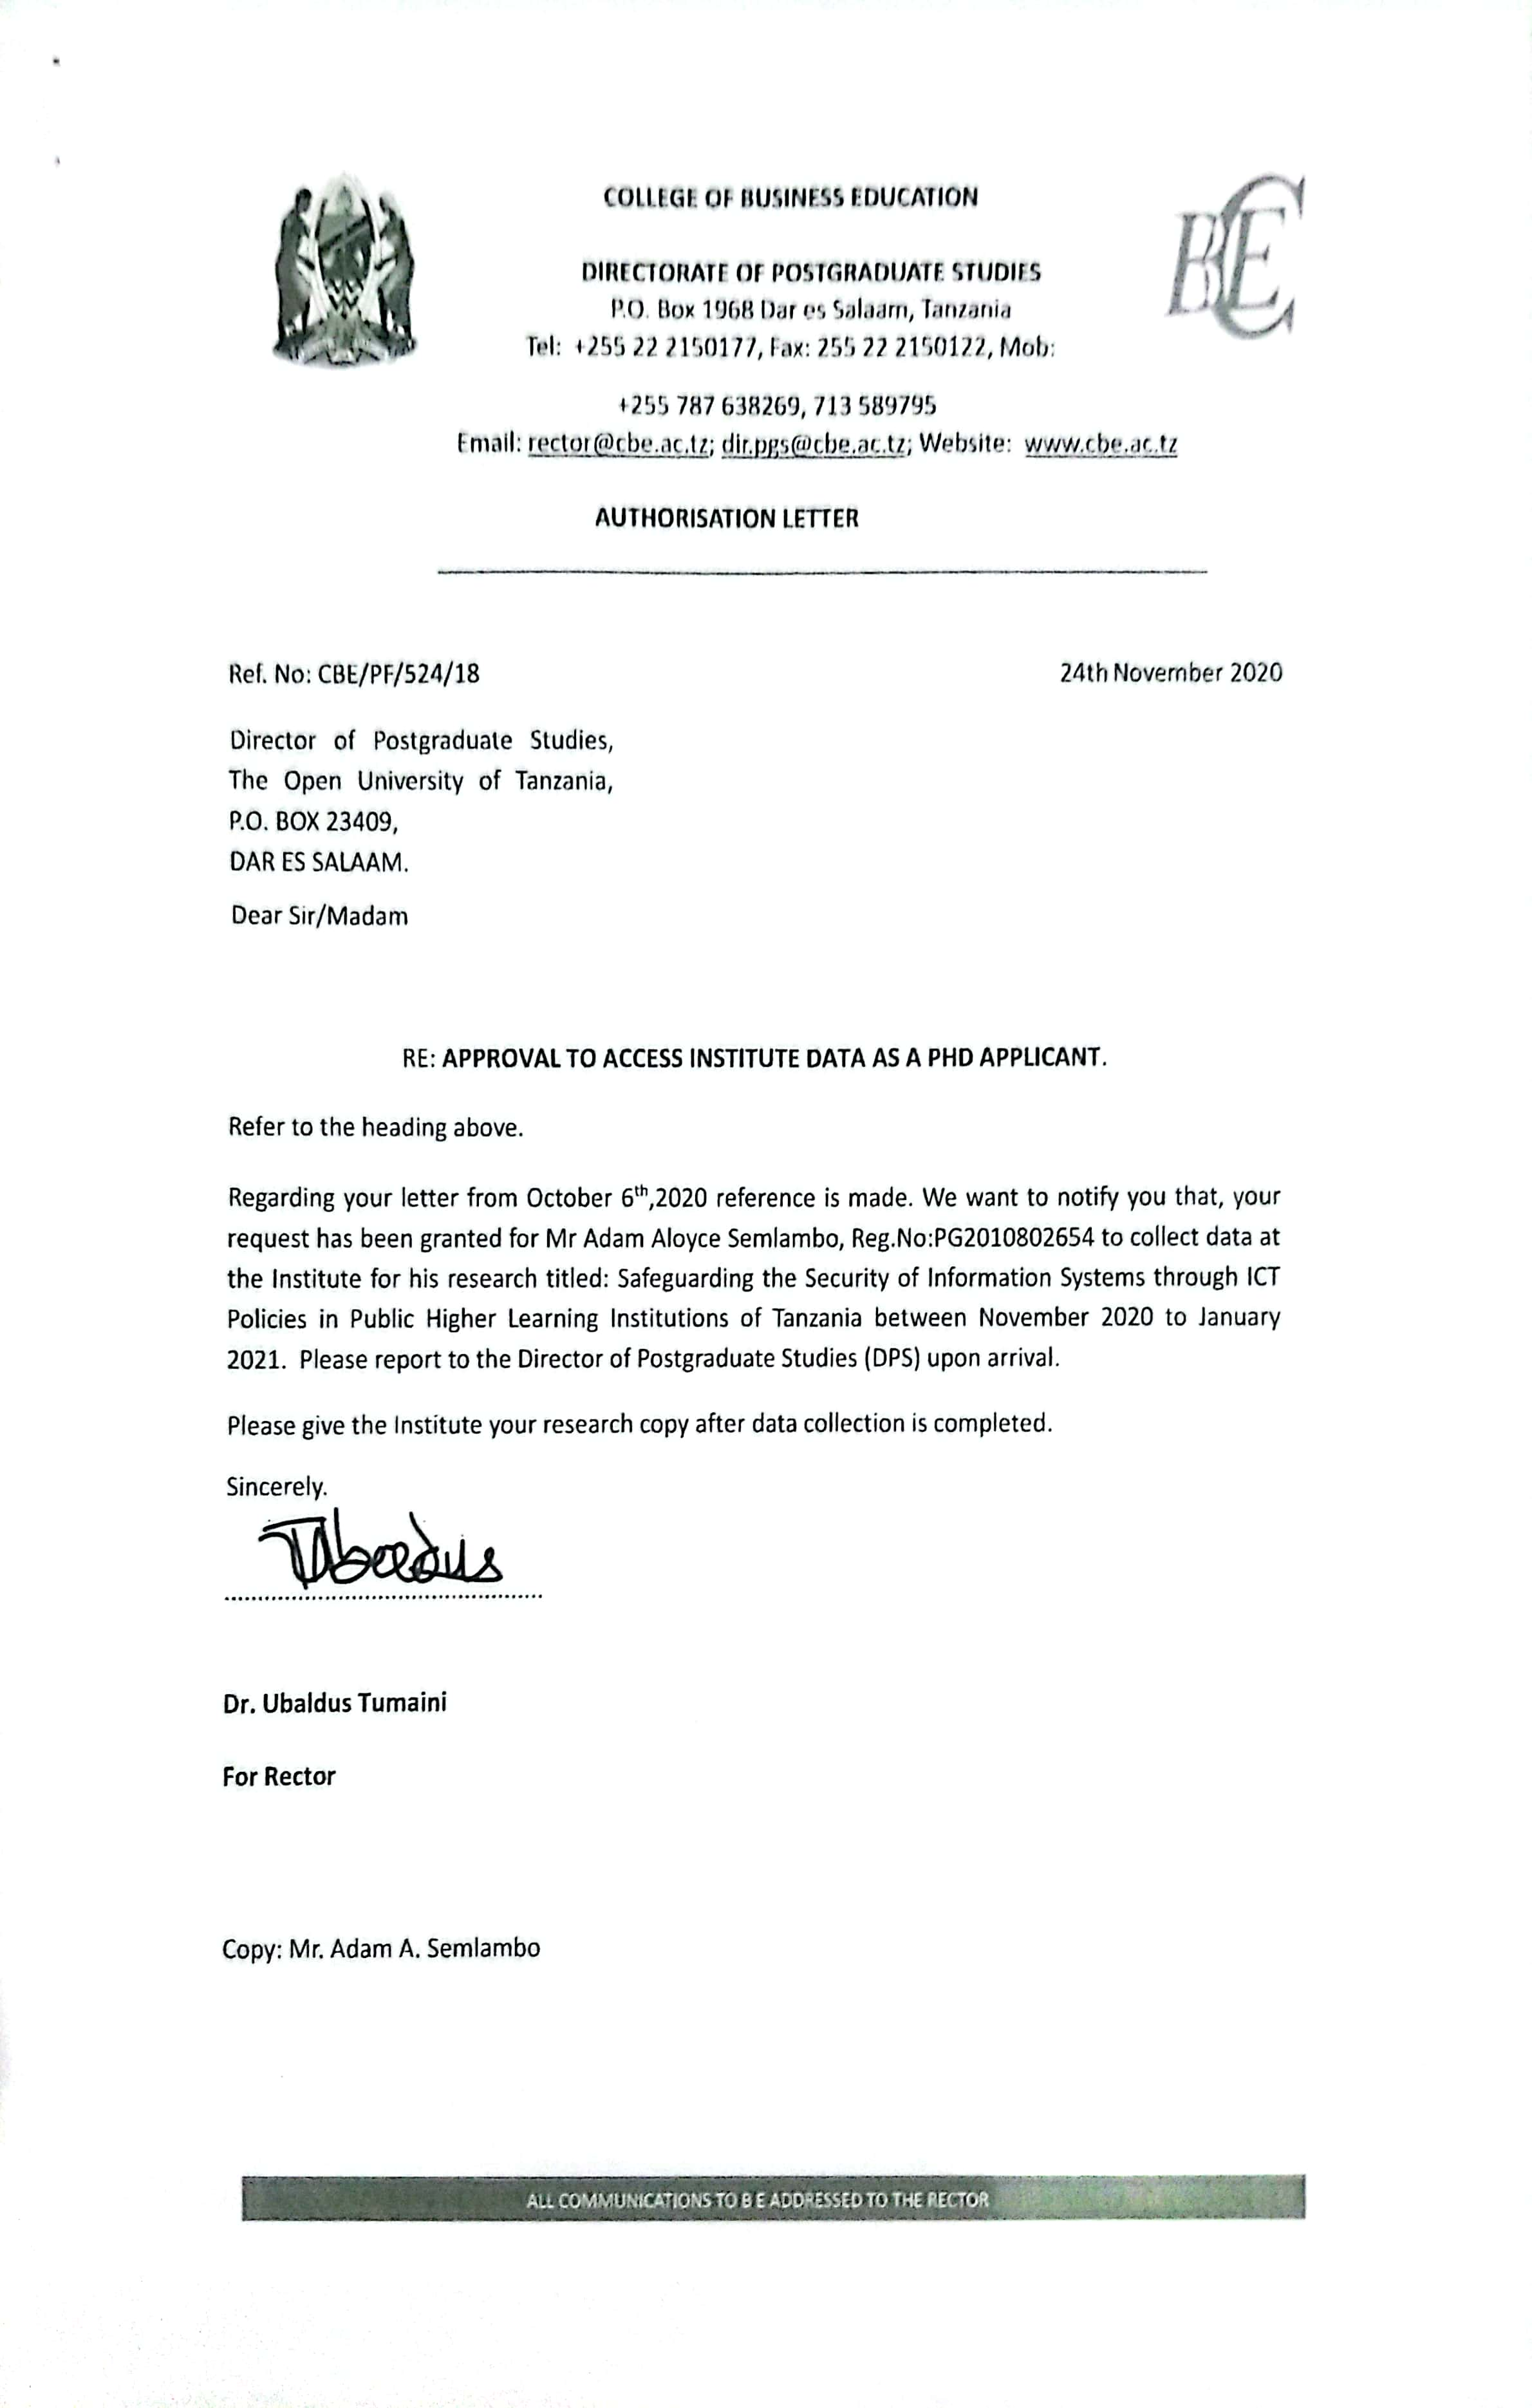 COLLEGE OF BUSINESS EDUCATION
BCE
DIRECTORATE OF POSTGRADUATE STUDIES
P.O. Box 1968 Dar es Salaam, Tanzania
Tel: +255 22 2150177, Fax: 255 22 2150122, Mob:
+255 787 638269, 713 589795
Email: rector@cbe.ac.tz; dir.pgs@cbe.ac.tz; Website: www.cbe.ac.tz
AUTHORISATION LETTER
Ref. No: CBE/PF/524/18 24th November 2020
Director of Postgraduate Studies,
The Open University of Tanzania,
P.O. BOX 23409,
DAR ES SALAAM.
Dear Sir/Madam
RE: APPROVAL TO ACCESS INSTITUTE DATA AS A PHD APPLICANT.
Refer to the heading above.
Regarding your letter from October 6th,2020 reference is made. We want to notify you that, your
request has been granted for Mr Adam Aloyce Semlambo, Reg.No:PG2010802654 to collect data at
the Institute for his research titled: Safeguarding the Security of Information Systems through ICT
Policies in Public Higher Learning Institutions of Tanzania between November 2020 to January
2021. Please report to the Director of Postgraduate Studies (DPS) upon arrival.
Please give the Institute your research copy after data collection is completed.
Sincerely.
Dr. Ubaldus Tumaini
For Rector
Copy: Mr. Adam A. Semlambo
ALL COMMUNICATIONS TO B E ADDRESSED TO THE RECTOR